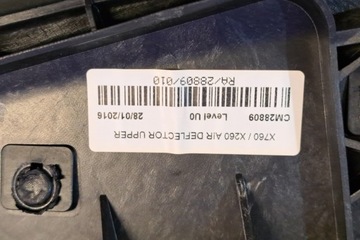 X760 / X260 AIR DEFLECTOR UPPER
CM28809 Level U0 28/01/2016
RA/28809/010